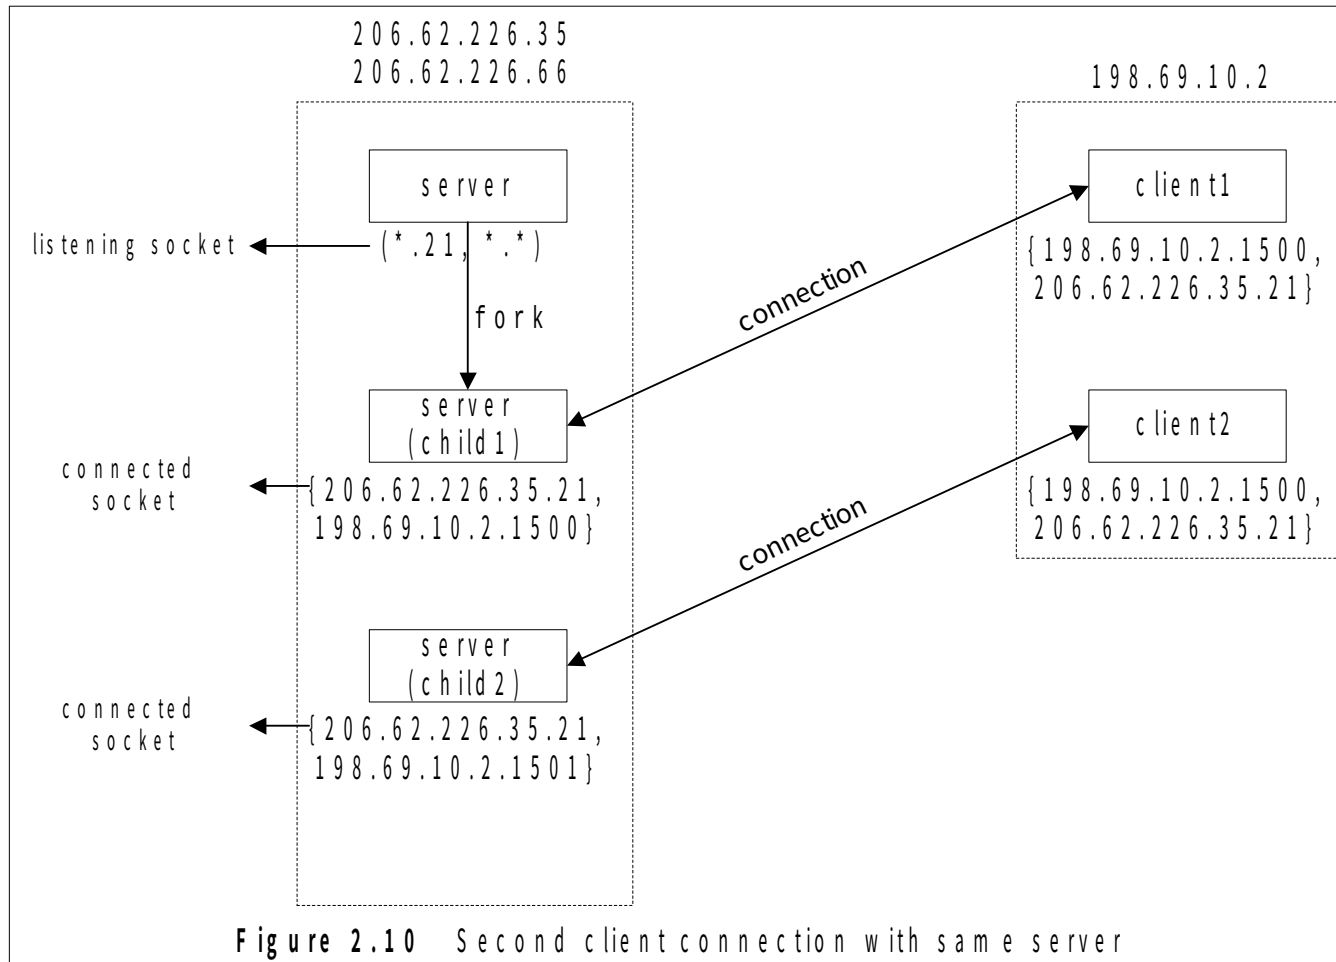 206.62.226.35
206.62.226.66
198.69.10.2
server
client1
listening socket
(*.21, *.*)
{198.69.10.2.1500,
206.62.226.35.21}
connection
fork
server
(child1)
client2
connected
socket
{206.62.226.35.21,
198.69.10.2.1500}
{198.69.10.2.1500,
206.62.226.35.21}
connection
server
(child2)
connected
socket
{206.62.226.35.21,
198.69.10.2.1501}
Figure 2.10 Second client connection with same server